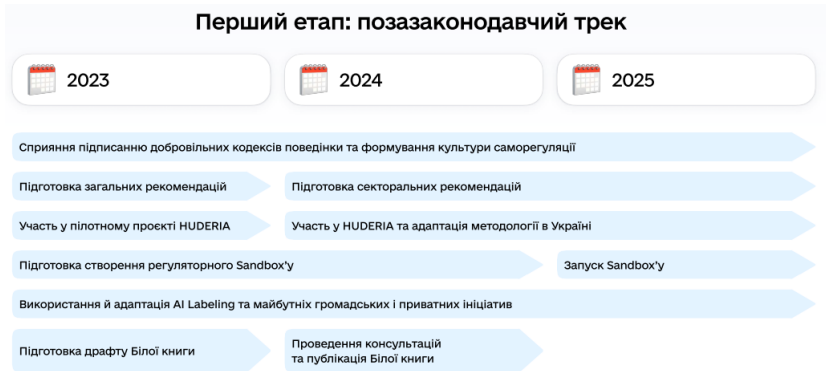 Перший етап: позазаконодавчий трек
2023
2024
2025
Сприяння підписанню добровільних кодексів поведінки та формування культури саморегуляції
Підготовка загальних рекомендацій
Підготовка секторальних рекомендацій
Участь у пілотному проєкті HUDERIA
Участь у HUDERIA та адаптація методології в Україні
Підготовка створення регуляторного Sandbox’у
Запуск Sandbox’у
Використання й адаптація AI Labeling та майбутніх громадських і приватних ініціатив
Підготовка драфту Білої книги
Проведення консультацій
та публікація Білої книги